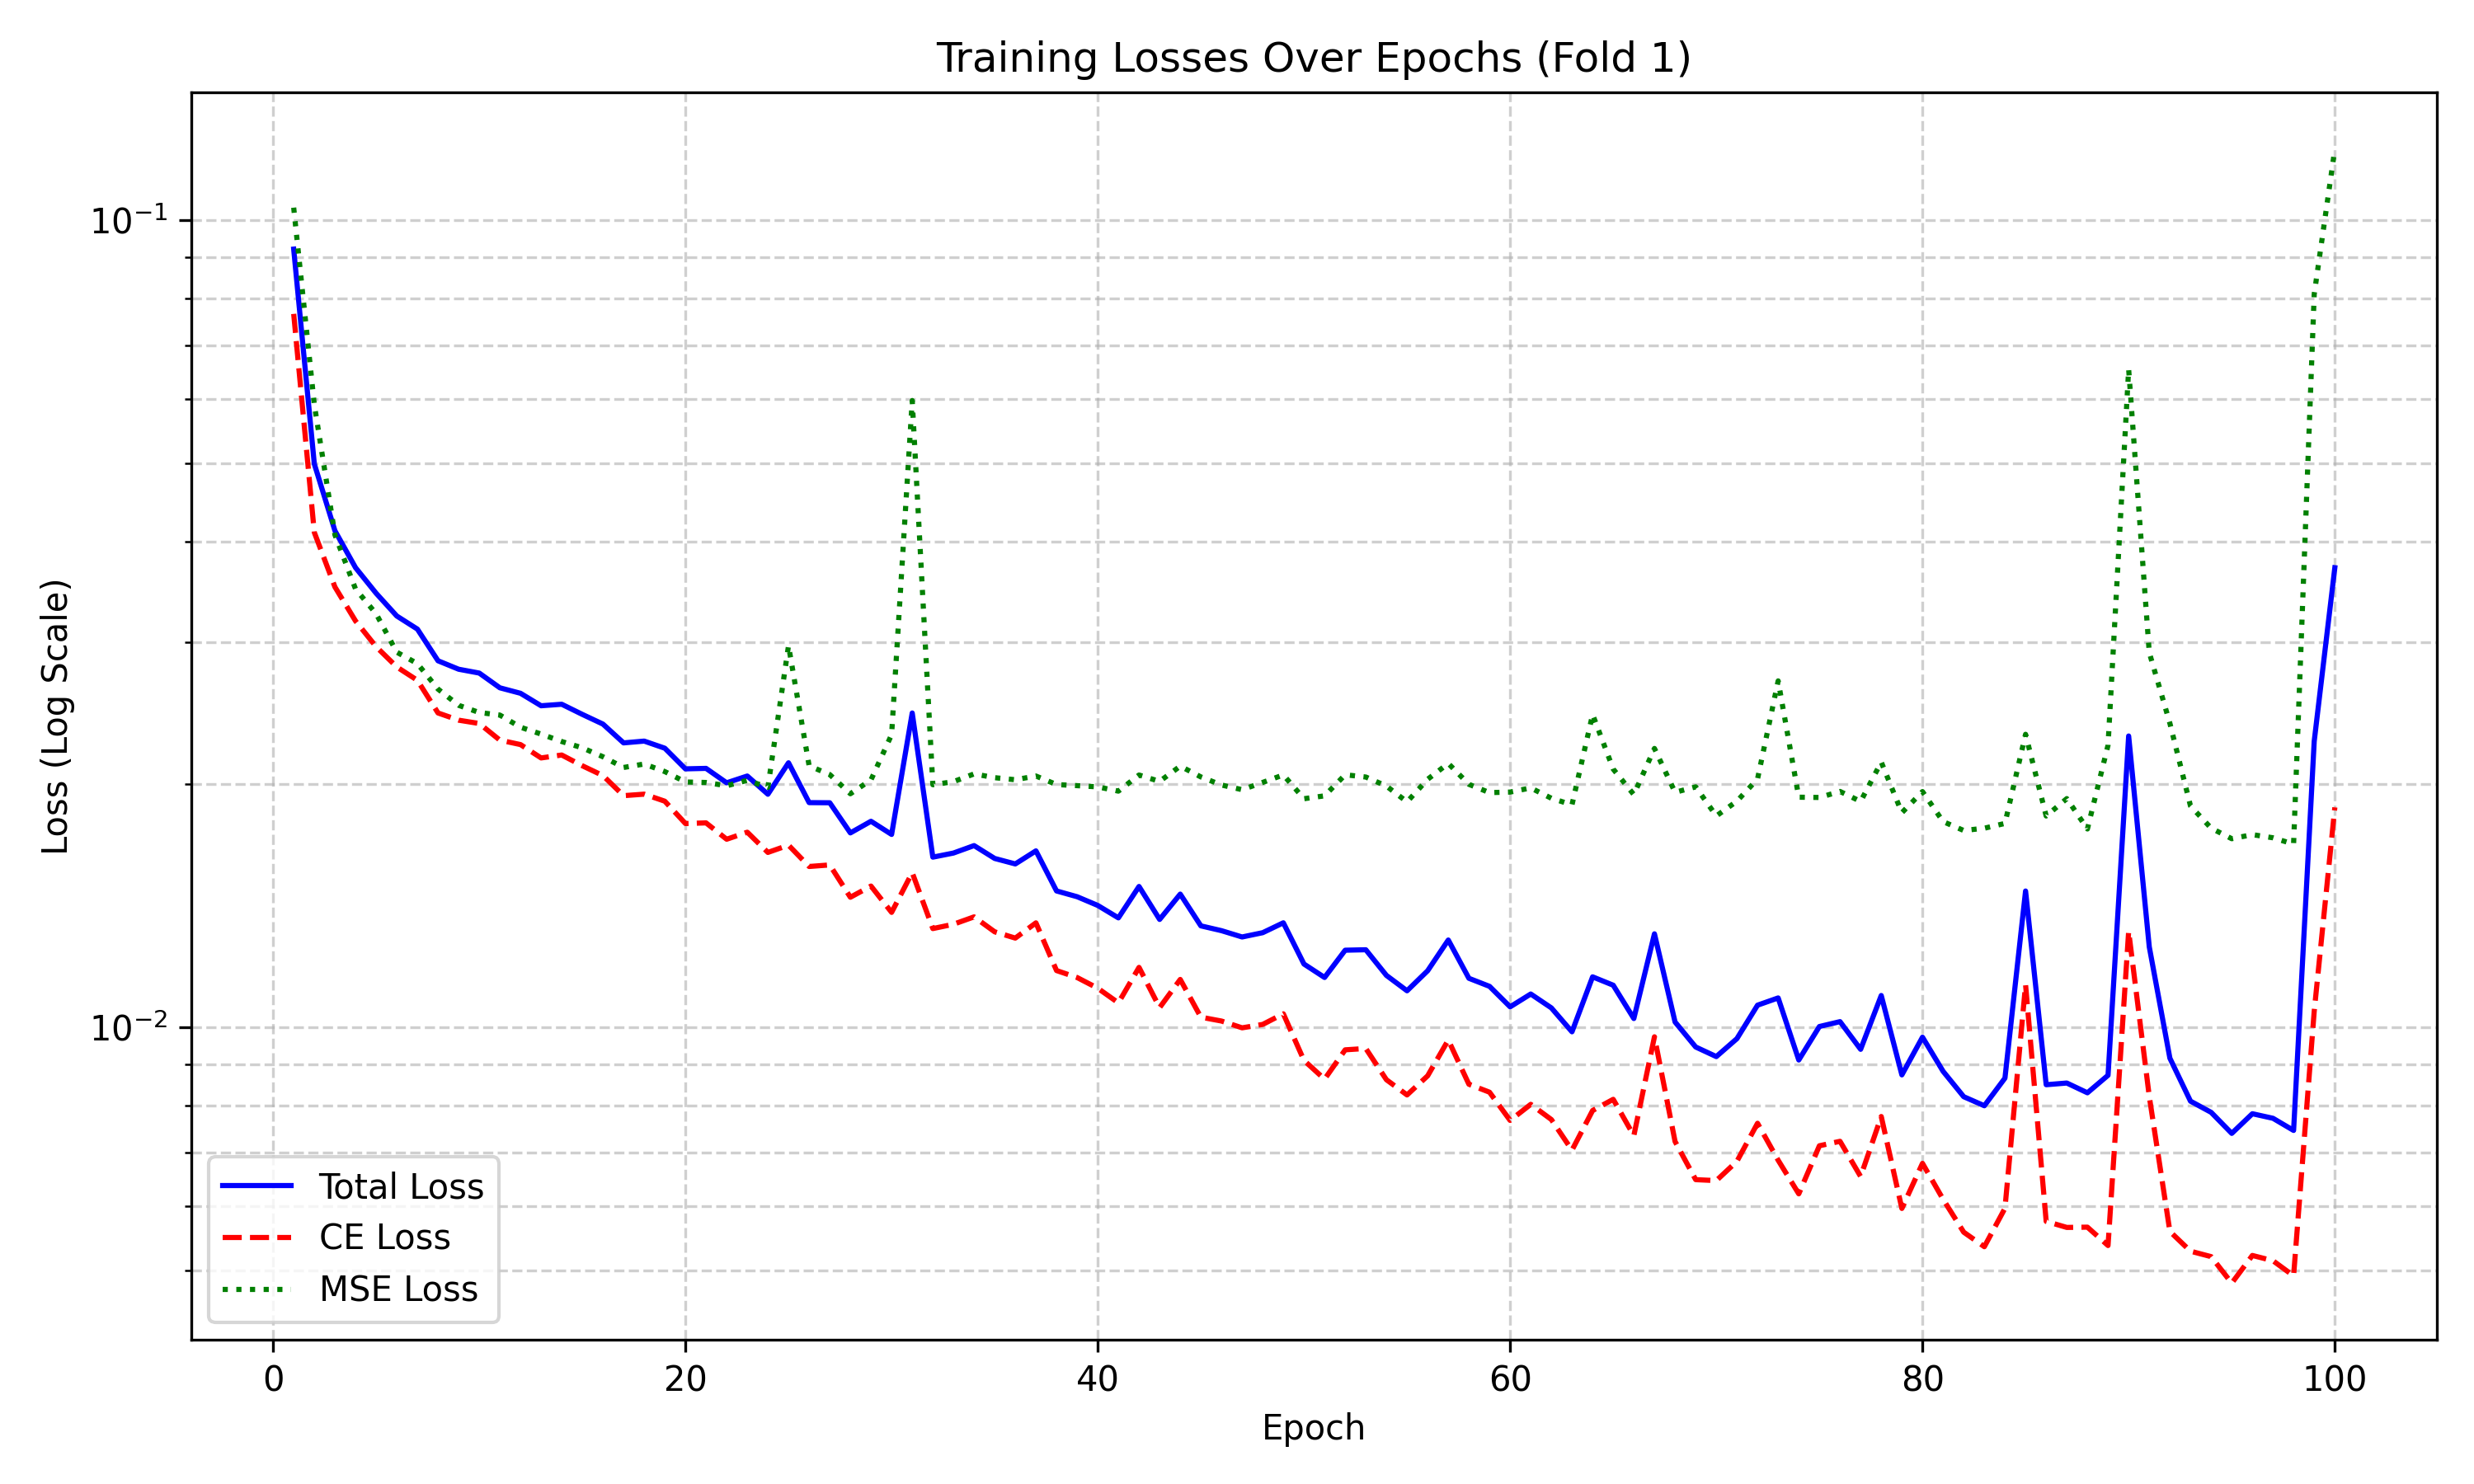 Training Losses Over Epochs (Fold 1)
Loss (Log Scale)
10⁻¹
10⁻²
Total Loss
CE Loss
MSE Loss
0 20 40 60 80 100
Epoch